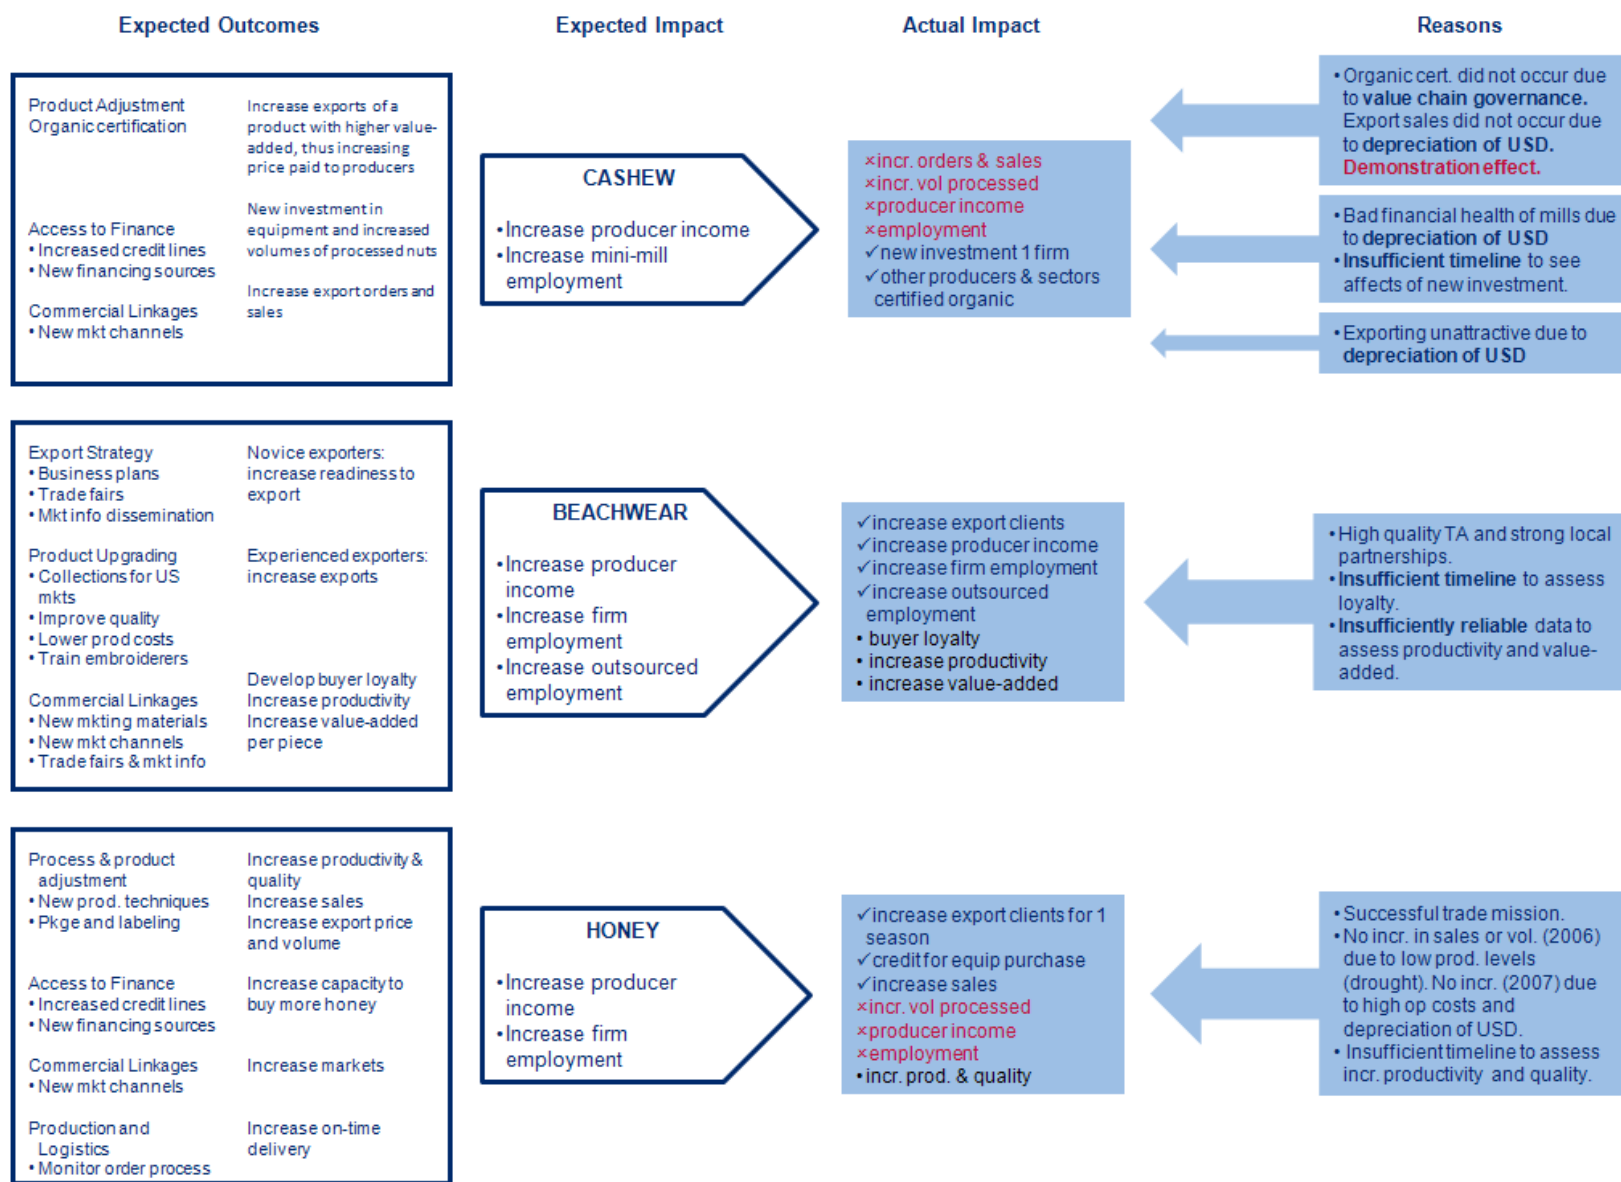 Expected Outcomes
Expected Impact
Actual Impact
Reasons
Product Adjustment
Organic certification
Increase exports of a
product with higher value-
added, thus increasing
price paid to producers
Access to Finance
• Increased credit lines
• New financing sources
New investment in
equipment and increased
volumes of processed nuts
Commercial Linkages
• New mkt channels
Increase export orders and
sales
CASHEW
• Increase producer income
• Increase mini-mill
employment
×incr. orders & sales
×incr. vol processed
×producer income
×employment
✓new investment 1 firm
✓other producers & sectors
certified organic
• Organic cert. did not occur due
to value chain governance.
Export sales did not occur due
to depreciation of USD.
Demonstration effect.
• Bad financial health of mills due
to depreciation of USD
• Insufficient timeline to see
affects of new investment.
• Exporting unattractive due to
depreciation of USD
Export Strategy
• Business plans
• Trade fairs
• Mkt info dissemination
Novice exporters:
increase readiness to
export
Product Upgrading
• Collections for US
mkts
• Improve quality
• Lower prod costs
• Train embroiderers
Experienced exporters:
increase exports
Commercial Linkages
• New mkting materials
• New mkt channels
• Trade fairs & mkt info
Develop buyer loyalty
Increase productivity
Increase value-added
per piece
BEACHWEAR
• Increase producer
income
• Increase firm
employment
• Increase outsourced
employment
✓increase export clients
✓increase producer income
✓increase firm employment
✓increase outsourced
employment
• buyer loyalty
• increase productivity
• increase value-added
• High quality TA and strong local
partnerships.
• Insufficient timeline to assess
loyalty.
• Insufficiently reliable data to
assess productivity and value-
added.
Process & product
adjustment
• New prod. techniques
• Pkge and labeling
Increase productivity &
quality
Increase sales
Increase export price
and volume
Access to Finance
• Increased credit lines
• New financing sources
Increase capacity to
buy more honey
Commercial Linkages
• New mkt channels
Increase markets
Production and
Logistics
• Monitor order process
Increase on-time
delivery
HONEY
• Increase producer
income
• Increase firm
employment
✓increase export clients for 1
season
✓credit for equip purchase
✓increase sales
×incr. vol processed
×producer income
×employment
• incr. prod. & quality
• Successful trade mission.
• No incr. in sales or vol. (2006)
due to low prod. levels
(drought). No incr. (2007) due
to high op costs and
depreciation of USD.
• Insufficient timeline to assess
incr. productivity and quality.